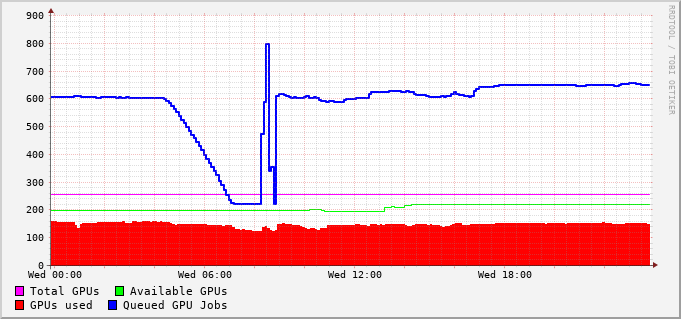 900
800
700
600
500
400
300
200
100
0
Wed 00:00 Wed 06:00 Wed 12:00 Wed 18:00
Total GPUs Available GPUs
GPUs used Queued GPU Jobs
RRDTOOL / TOBI OETIKER